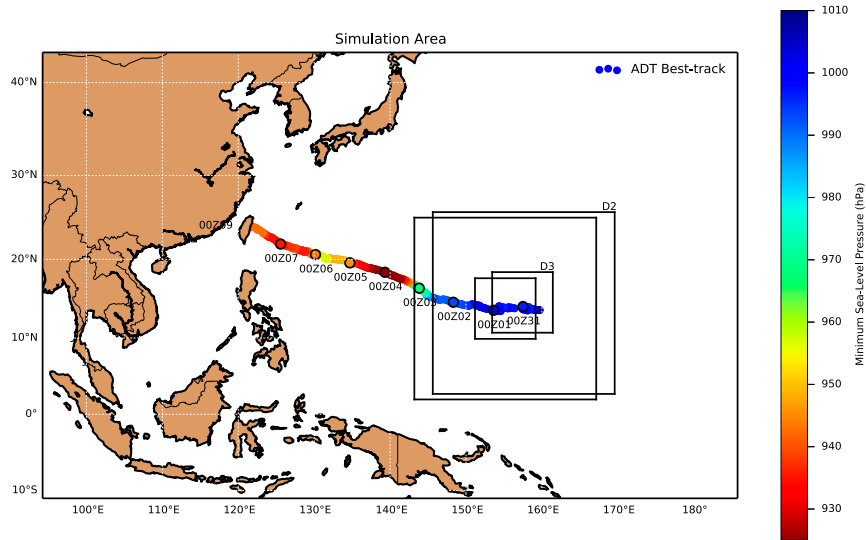 Simulation Area
ADT Best-track
40°N
30°N
20°N
10°N
0°
10°S
100°E
110°E
120°E
130°E
140°E
150°E
160°E
170°E
180°
D2
D3
00Z09
00Z07
00Z06
00Z05
00Z04
00Z03
00Z02
00Z01
00Z31
1010
1000
990
980
970
960
950
940
930
Minimum Sea-Level Pressure (hPa)